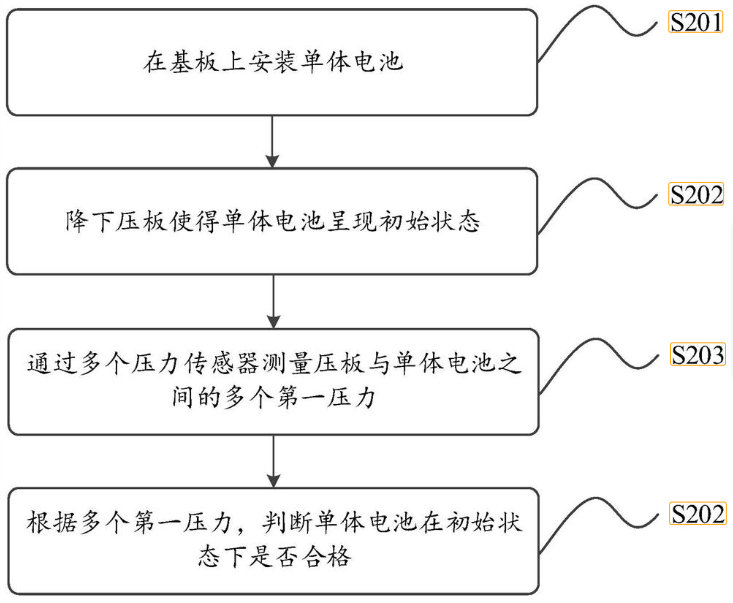 在基板上安装单体电池
S201
降下压板使得单体电池呈现初始状态
S202
通过多个压力传感器测量压板与单体电池之
间的多个第一压力
S203
根据多个第一压力，判断单体电池在初始状
态下是否合格
S202